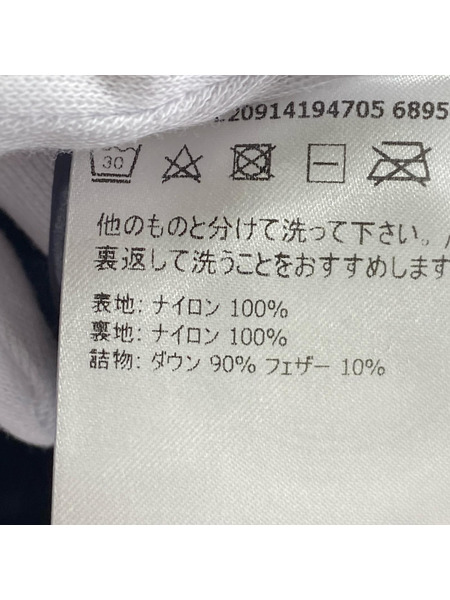 20914194705 6895
30
他のものと分けて洗って下さい。
裏返して洗うことをおすすめします
表地: ナイロン 100%
裏地: ナイロン 100%
詰物: ダウン 90% フェザー 10%